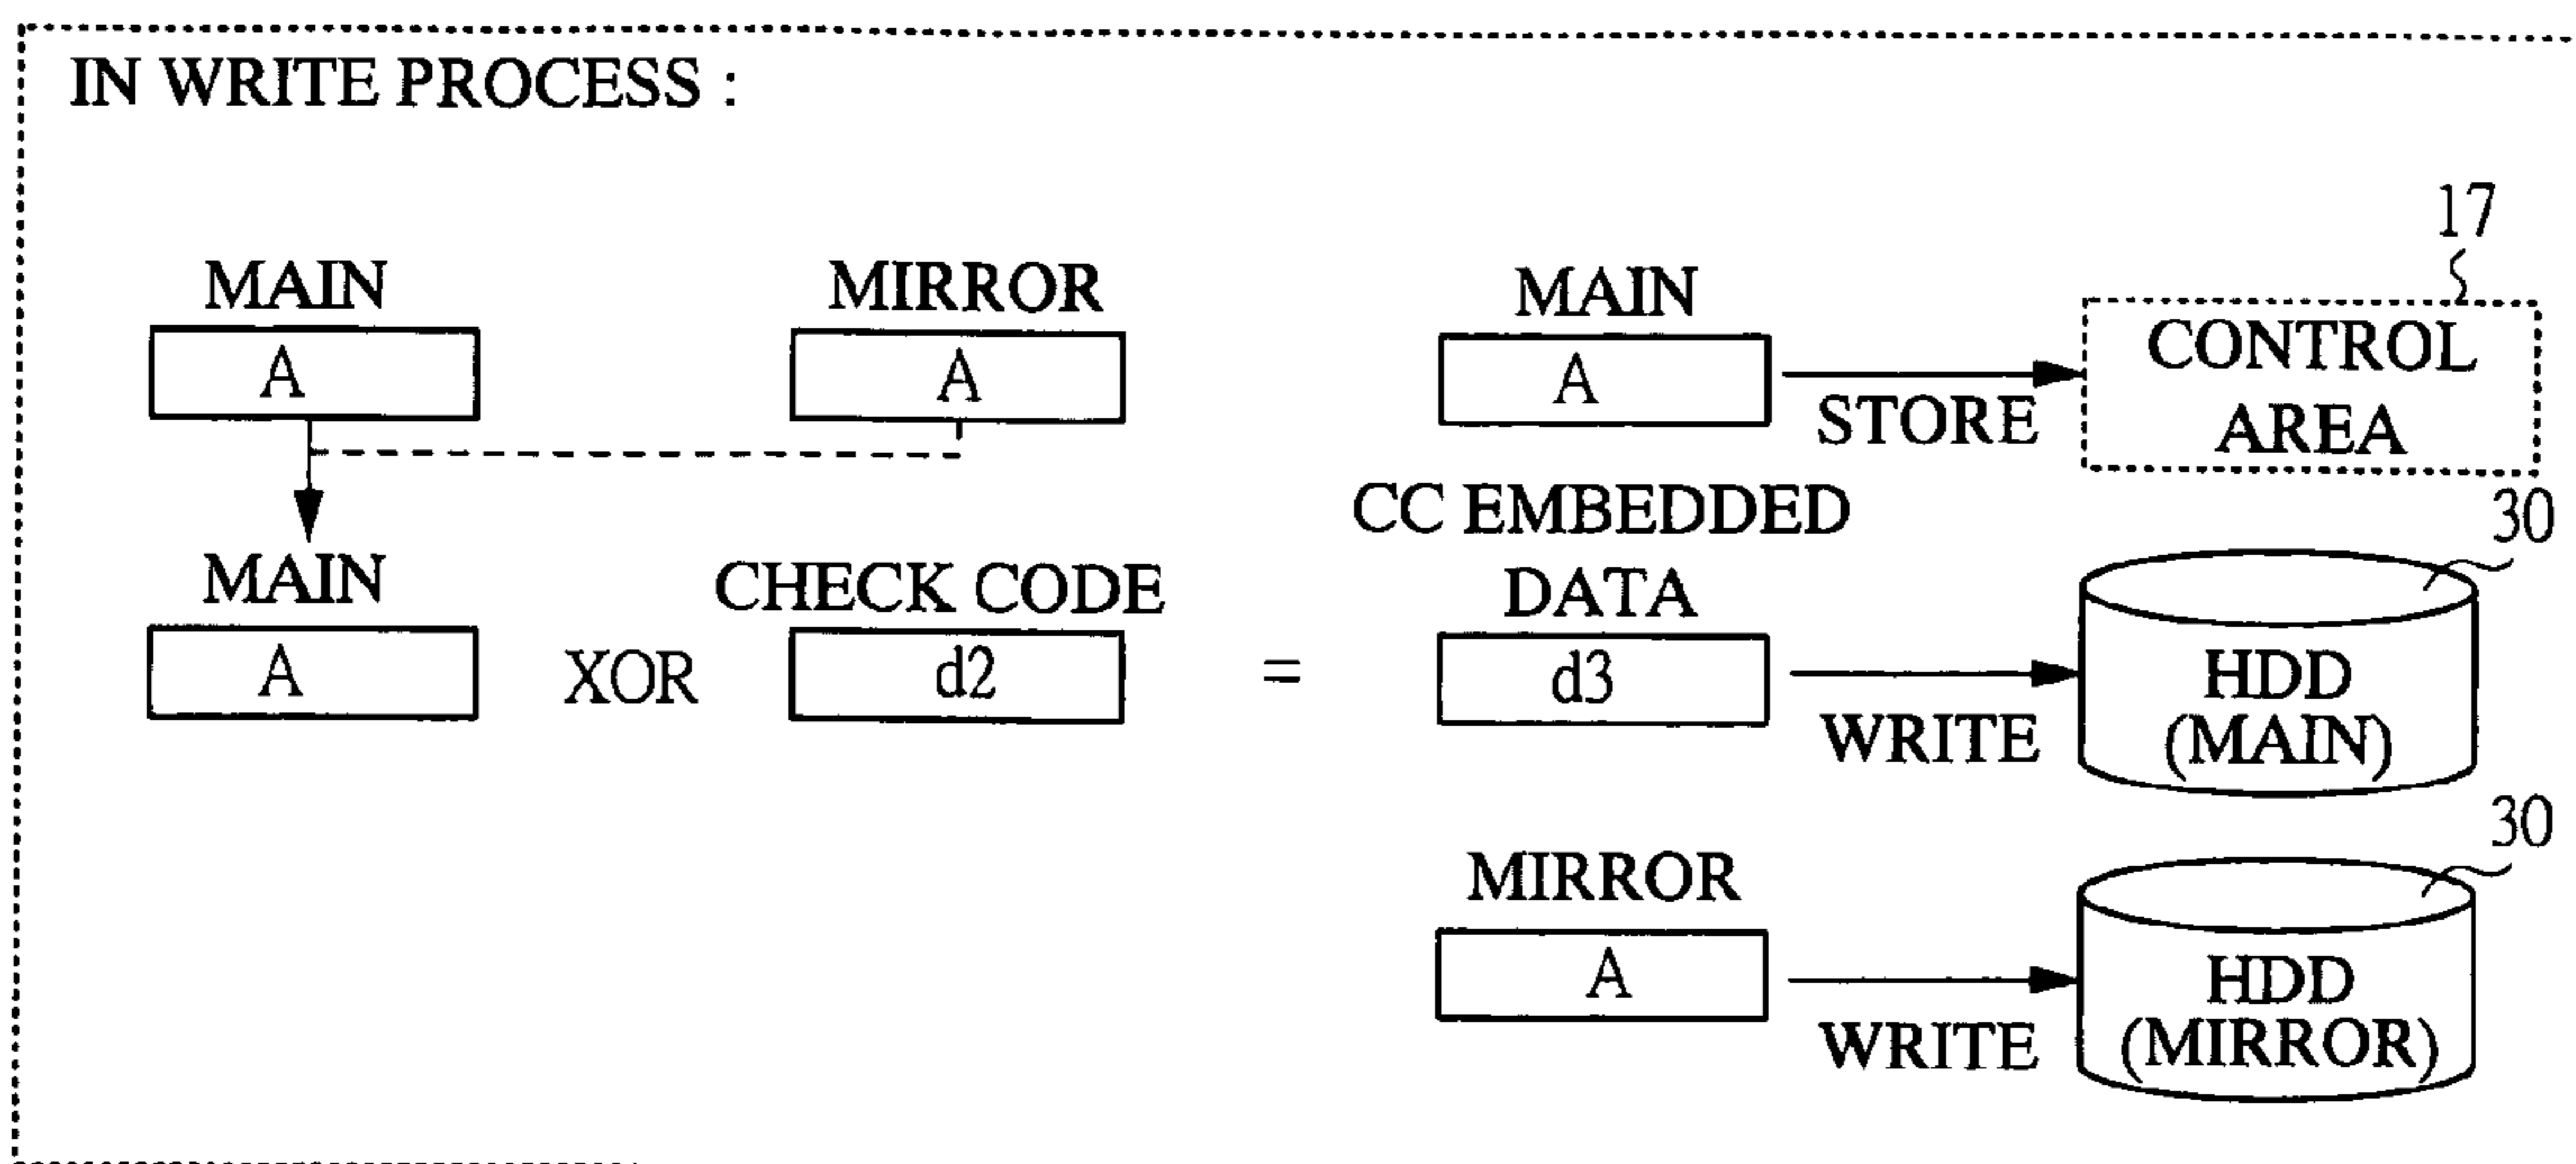 IN WRITE PROCESS :
17
MAIN
MIRROR
MAIN
A
A
A
STORE
CONTROL
AREA
CC EMBEDDED
30
MAIN
CHECK CODE
DATA
A
XOR
d2
=
d3
WRITE
HDD
(MAIN)
30
MIRROR
A
WRITE
HDD
(MIRROR)